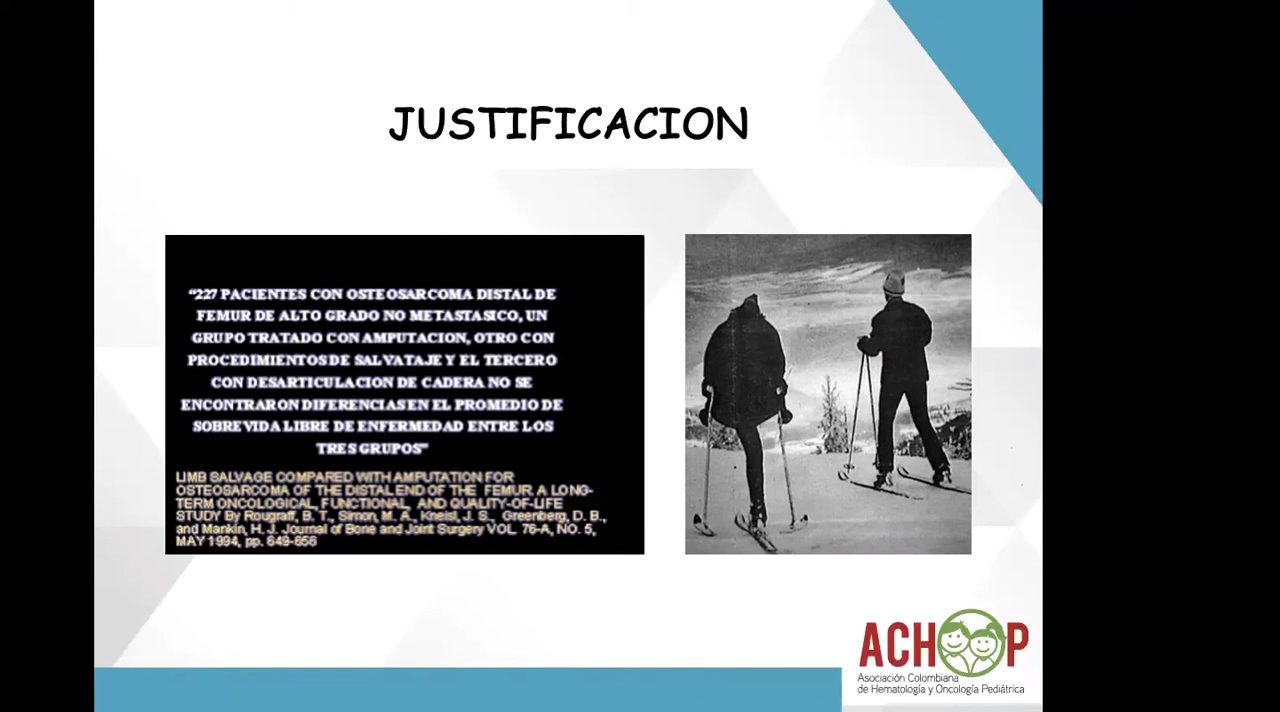 JUSTIFICACION
“227 PACIENTES CON OSTEOSARCOMA DISTAL DE
FEMUR DE ALTO GRADO NO METASTASICO, UN
GRUPO TRATADO CON AMPUTACION, OTRO CON
PROCEDIMIENTOS DE SALVATAJE Y EL TERCERO
CON DESARTICULACION DE CADERA NO SE
ENCONTRARON DIFERENCIAS EN EL PROMEDIO DE
SOBREVIDA LIBRE DE ENFERMEDAD ENTRE LOS
TRES GRUPOS”
LIMB SALVAGE COMPARED WITH AMPUTATION FOR
OSTEOSARCOMA OF THE DISTAL END OF THE FEMUR. A LONG-
TERM ONCOLOGICAL, FUNCTIONAL, AND QUALITY-OF-LIFE
STUDY By Rougraff, B. T., Simon, M. A., Kneisl, J. S., Greenberg, D. B.,
and Mankin, H. J. Journal of Bone and Joint Surgery VOL. 76-A, NO. 5,
MAY 1994, pp. 649-656
ACHOP
Asociación Colombiana
de Hematología y Oncología Pediátrica